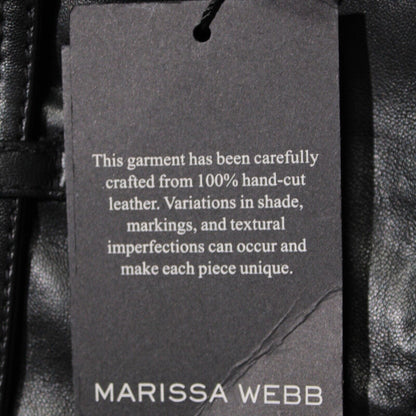 This garment has been carefully
crafted from 100% hand-cut
leather. Variations in shade,
markings, and textural
imperfections can occur and
make each piece unique.
MARISSA WEBB